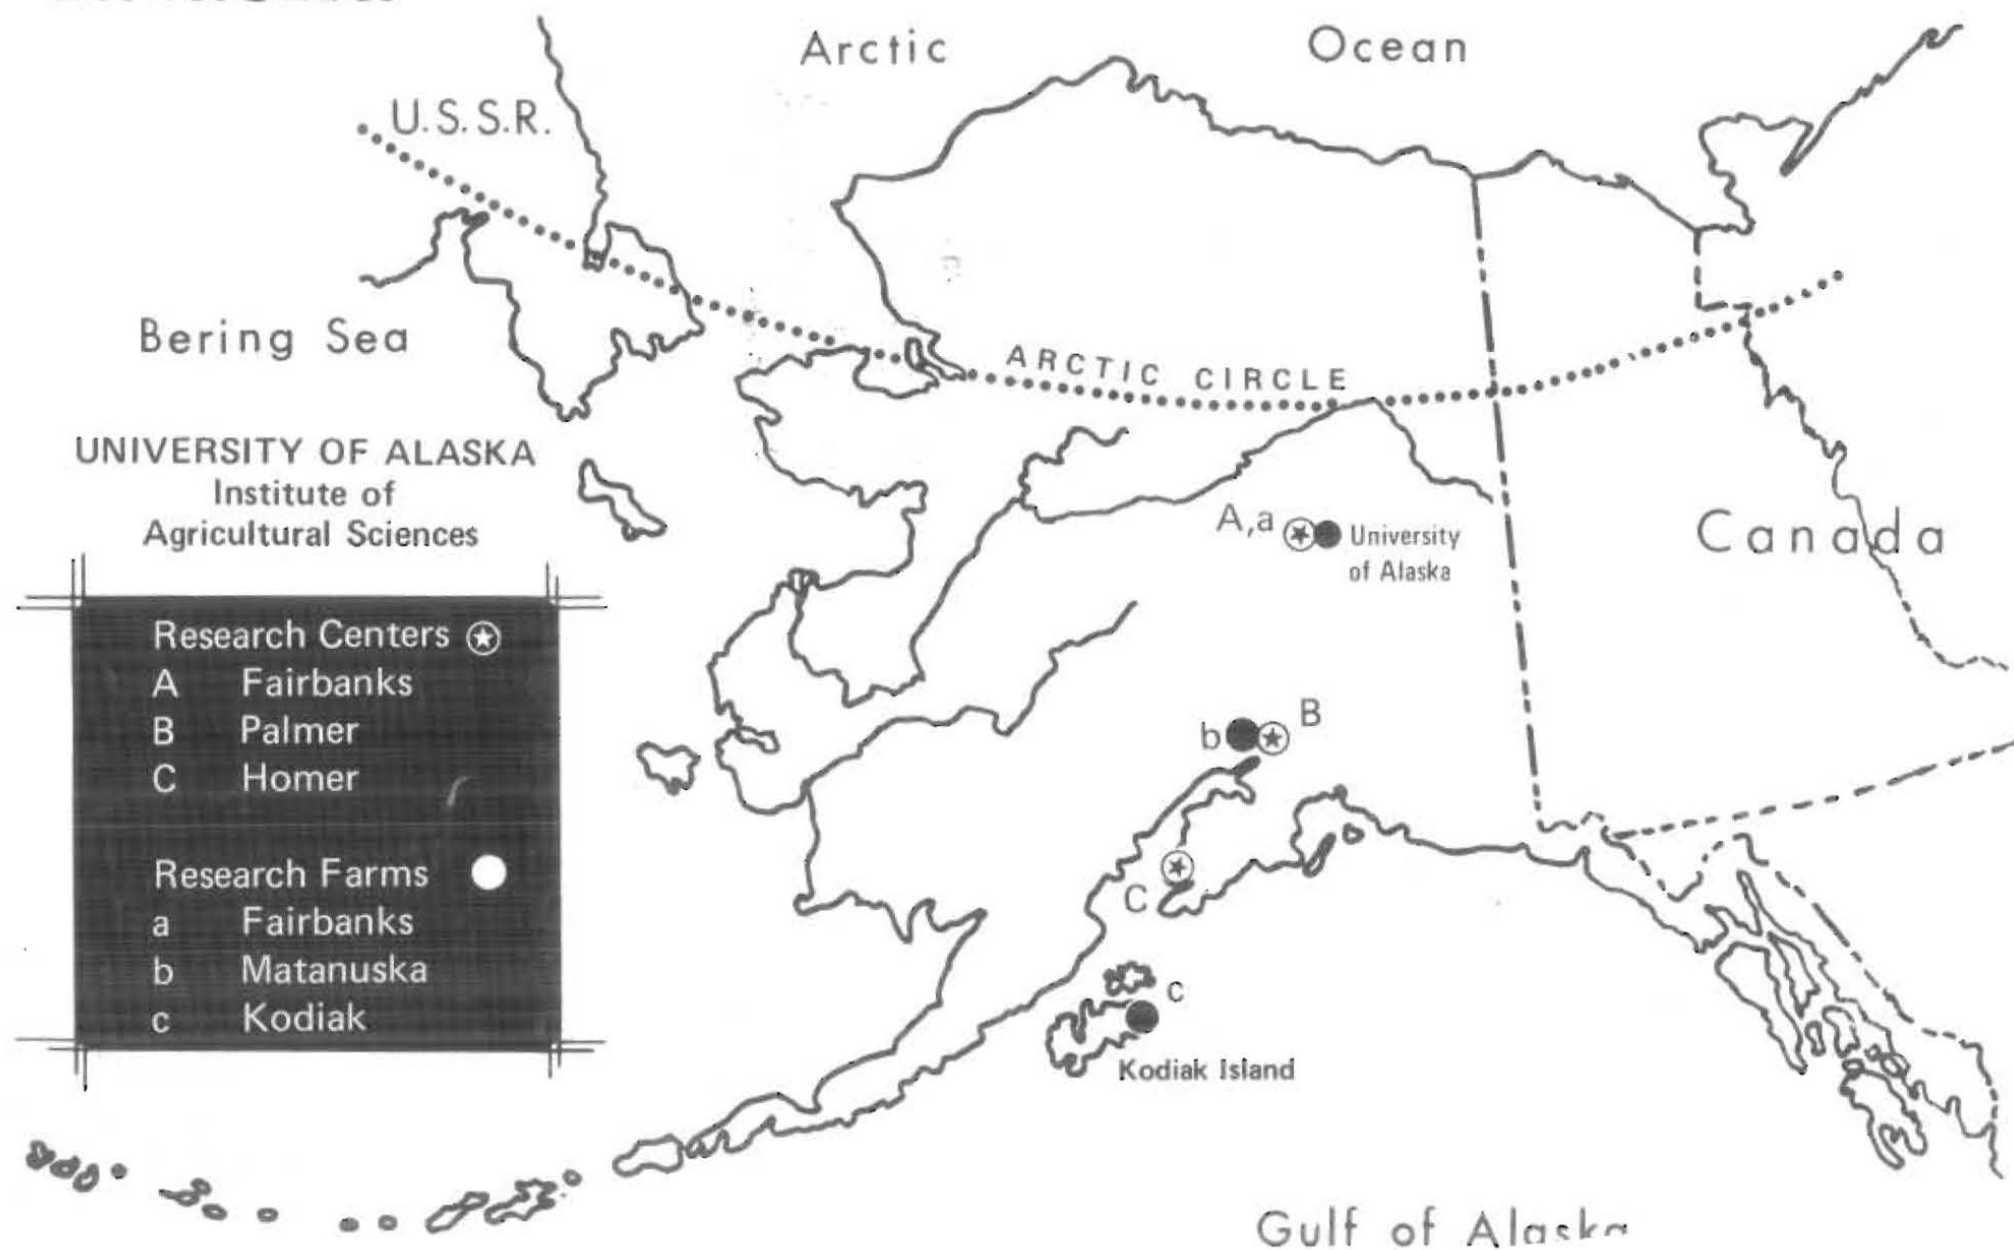 Arctic Ocean
U.S.S.R.
Bering Sea
ARCTIC CIRCLE
UNIVERSITY OF ALASKA
Institute of
Agricultural Sciences
A,a
University
of Alaska
Canada
Research Centers
A Fairbanks
B Palmer
C Homer
Research Farms
a Fairbanks
b Matanuska
c Kodiak
b
B
C
c
Kodiak Island
Gulf of Alaska